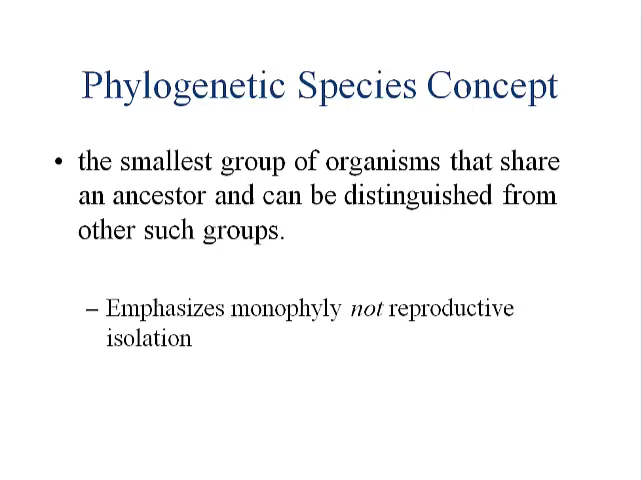 Phylogenetic Species Concept
• the smallest group of organisms that share
an ancestor and can be distinguished from
other such groups.
– Emphasizes monophyly not reproductive
isolation